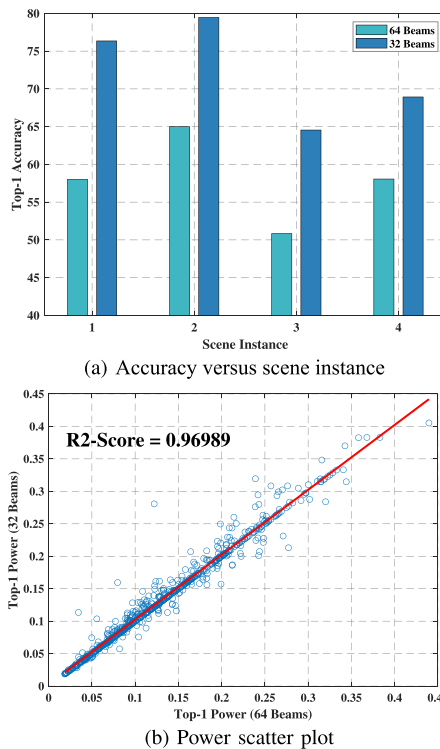 80
75
70
65
60
55
50
45
40
Top-1 Accuracy
64 Beams
32 Beams
1 2 3 4
Scene Instance
(a) Accuracy versus scene instance
0.45
0.4
0.35
0.3
0.25
0.2
0.15
0.1
0.05
0
Top-1 Power (32 Beams)
R2-Score = 0.96989
0 0.05 0.1 0.15 0.2 0.25 0.3 0.35 0.4 0.4
Top-1 Power (64 Beams)
(b) Power scatter plot